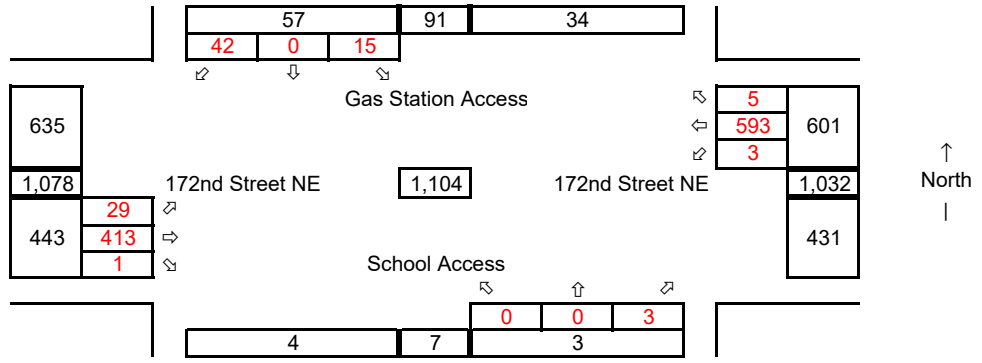 57 91 34
42 0 15
⬃ ⇩ ⬂
Gas Station Access
⬁ 5
635 ⇦ 593 601
⬃ 3
↑
1,078 172nd Street NE 1,104 172nd Street NE 1,032 North
29 ⬀ |
443 413 ⇨ 431
1 ⬂ School Access
⬁ ⇧ ⬀
0 0 3
4 7 3